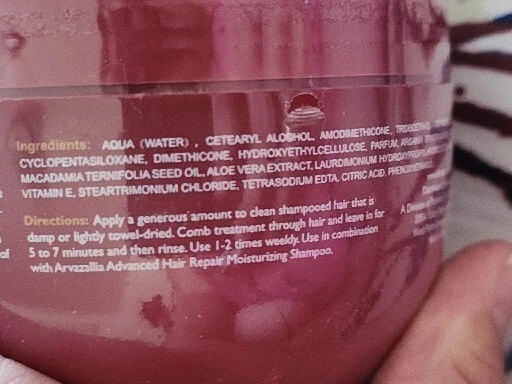 Ingredients: AQUA (WATER), CETEARYL ALCOHOL, AMODIMETHICONE,
CYCLOPENTASILOXANE, DIMETHICONE, HYDROXYETHYLCELLULOSE, PARFUM, ARGANIA
MACADAMIA TERNIFOLIA SEED OIL, ALOE VERA EXTRACT, LAURDIMONIUM
VITAMIN E, STEARTRIMONIUM CHLORIDE, TETRASODIUM EDTA, CITRIC ACID,
Directions: Apply a generous amount to clean shampooed hair that is
damp or lightly towel-dried. Comb treatment through hair and leave in for
5 to 7 minutes and then rinse. Use 1-2 times weekly. Use in combination
with Arvazallia Advanced Hair Repair Moisturizing Shampoo.
of